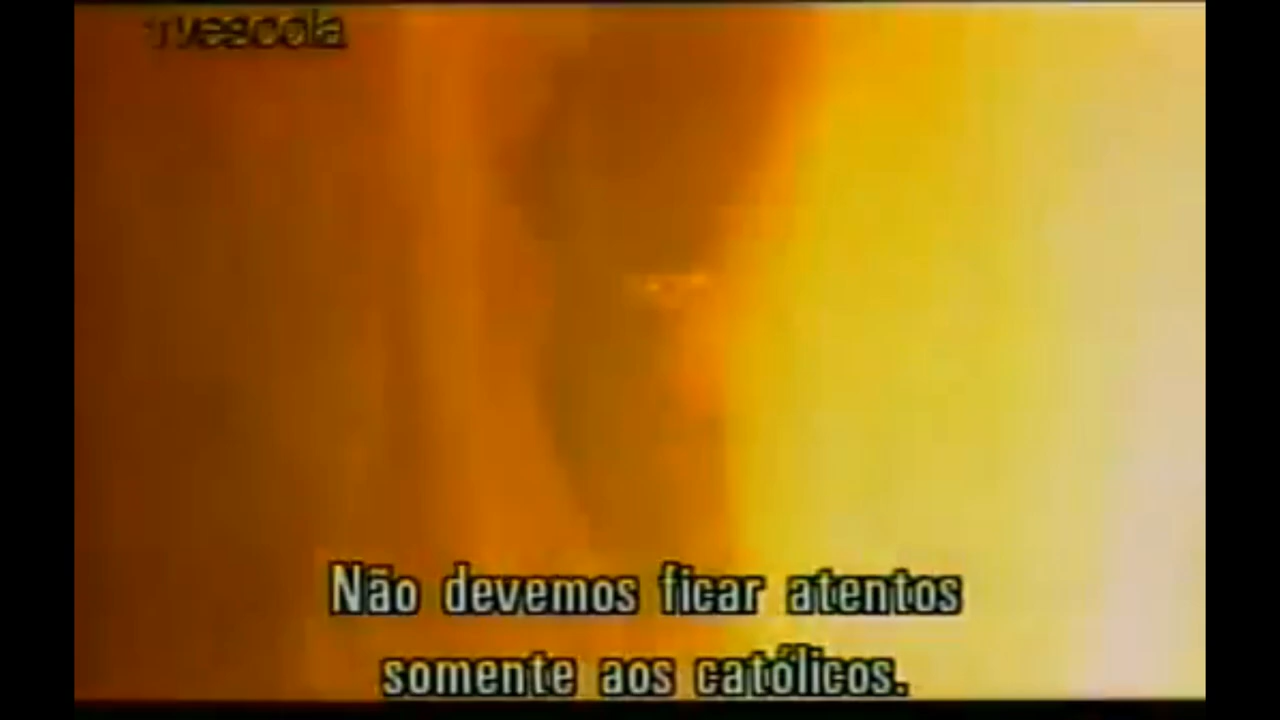 tvescola
Não devemos ficar atentos
somente aos católicos.